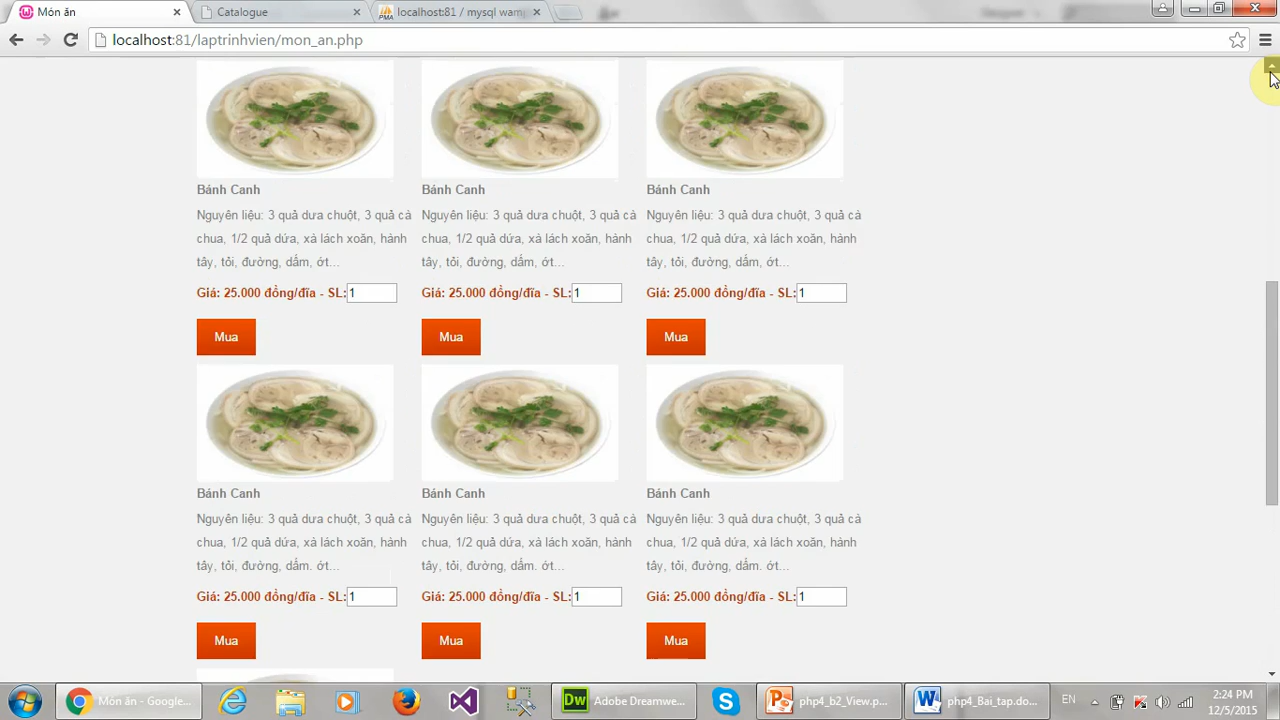 Món ăn
Catalogue
localhost:81 / mysql wamp
localhost:81/laptrinhvien/mon_an.php
Bánh Canh
Bánh Canh
Bánh Canh
Nguyên liệu: 3 quả dưa chuột, 3 quả cà
chua, 1/2 quả dứa, xà lách xoăn, hành
tây, tỏi, đường, dấm, ớt...
Nguyên liệu: 3 quả dưa chuột, 3 quả cà
chua, 1/2 quả dứa, xà lách xoăn, hành
tây, tỏi, đường, dấm, ớt...
Nguyên liệu: 3 quả dưa chuột, 3 quả cà
chua, 1/2 quả dứa, xà lách xoăn, hành
tây, tỏi, đường, dấm, ớt...
Giá: 25.000 đồng/đĩa - SL: 1
Giá: 25.000 đồng/đĩa - SL: 1
Giá: 25.000 đồng/đĩa - SL: 1
Mua
Mua
Mua
Bánh Canh
Bánh Canh
Bánh Canh
Nguyên liệu: 3 quả dưa chuột, 3 quả cà
chua, 1/2 quả dứa, xà lách xoăn, hành
tây, tỏi, đường, dấm. ớt...
Nguyên liệu: 3 quả dưa chuột, 3 quả cà
chua, 1/2 quả dứa, xà lách xoăn, hành
tây, tỏi, đường, dấm. ớt...
Nguyên liệu: 3 quả dưa chuột, 3 quả cà
chua, 1/2 quả dứa, xà lách xoăn, hành
tây, tỏi, đường, dấm. ớt...
Giá: 25.000 đồng/đĩa - SL: 1
Giá: 25.000 đồng/đĩa - SL: 1
Giá: 25.000 đồng/đĩa - SL: 1
Mua
Mua
Mua
Món ăn - Google...
Adobe Dreamwe...
php4_b2_View.p...
php4_Bai_tap.do...
EN
2:24 PM
12/5/2015